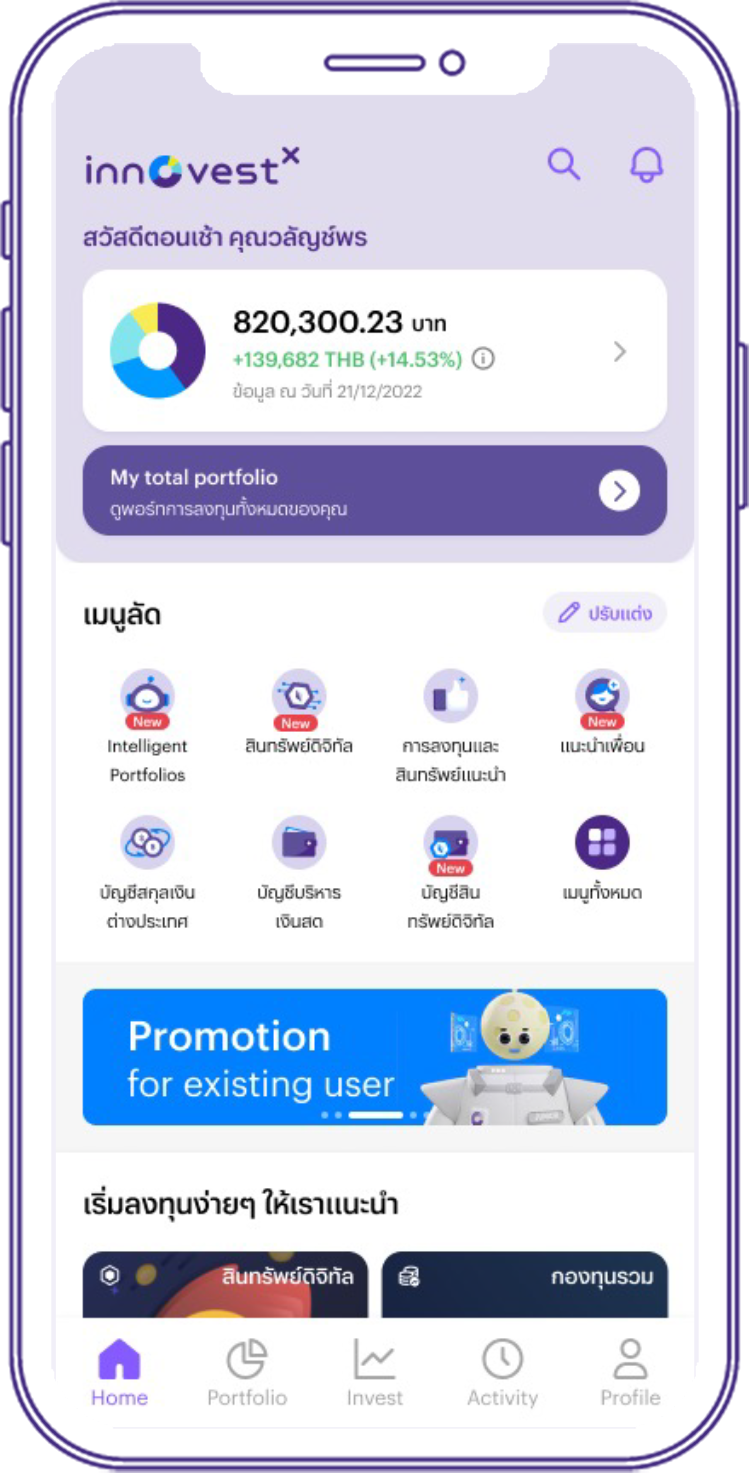 innovestx
สวัสดีตอนเช้า คุณวลัญช์พร
820,300.23 บาท
+139,682 THB (+14.53%)
ข้อมูล ณ วันที่ 21/12/2022
My total portfolio
ดูพอร์ทการลงทุนทั้งหมดของคุณ
เมนูลัด
ปรับแต่ง
New
New
New
Intelligent
Portfolios
สินทรัพย์ดิจิทัล
การลงทุนและ
สินทรัพย์แนะนำ
แนะนำเพื่อน
New
บัญชีสกุลเงิน
ต่างประเทศ
บัญชีบริหาร
เงินสด
บัญชีสิน
ทรัพย์ดิจิทัล
เมนูทั้งหมด
Promotion
for existing user
เริ่มลงทุนง่ายๆ ให้เราแนะนำ
สินทรัพย์ดิจิทัล
กองทุนรวม
Home
Portfolio
Invest
Activity
Profile